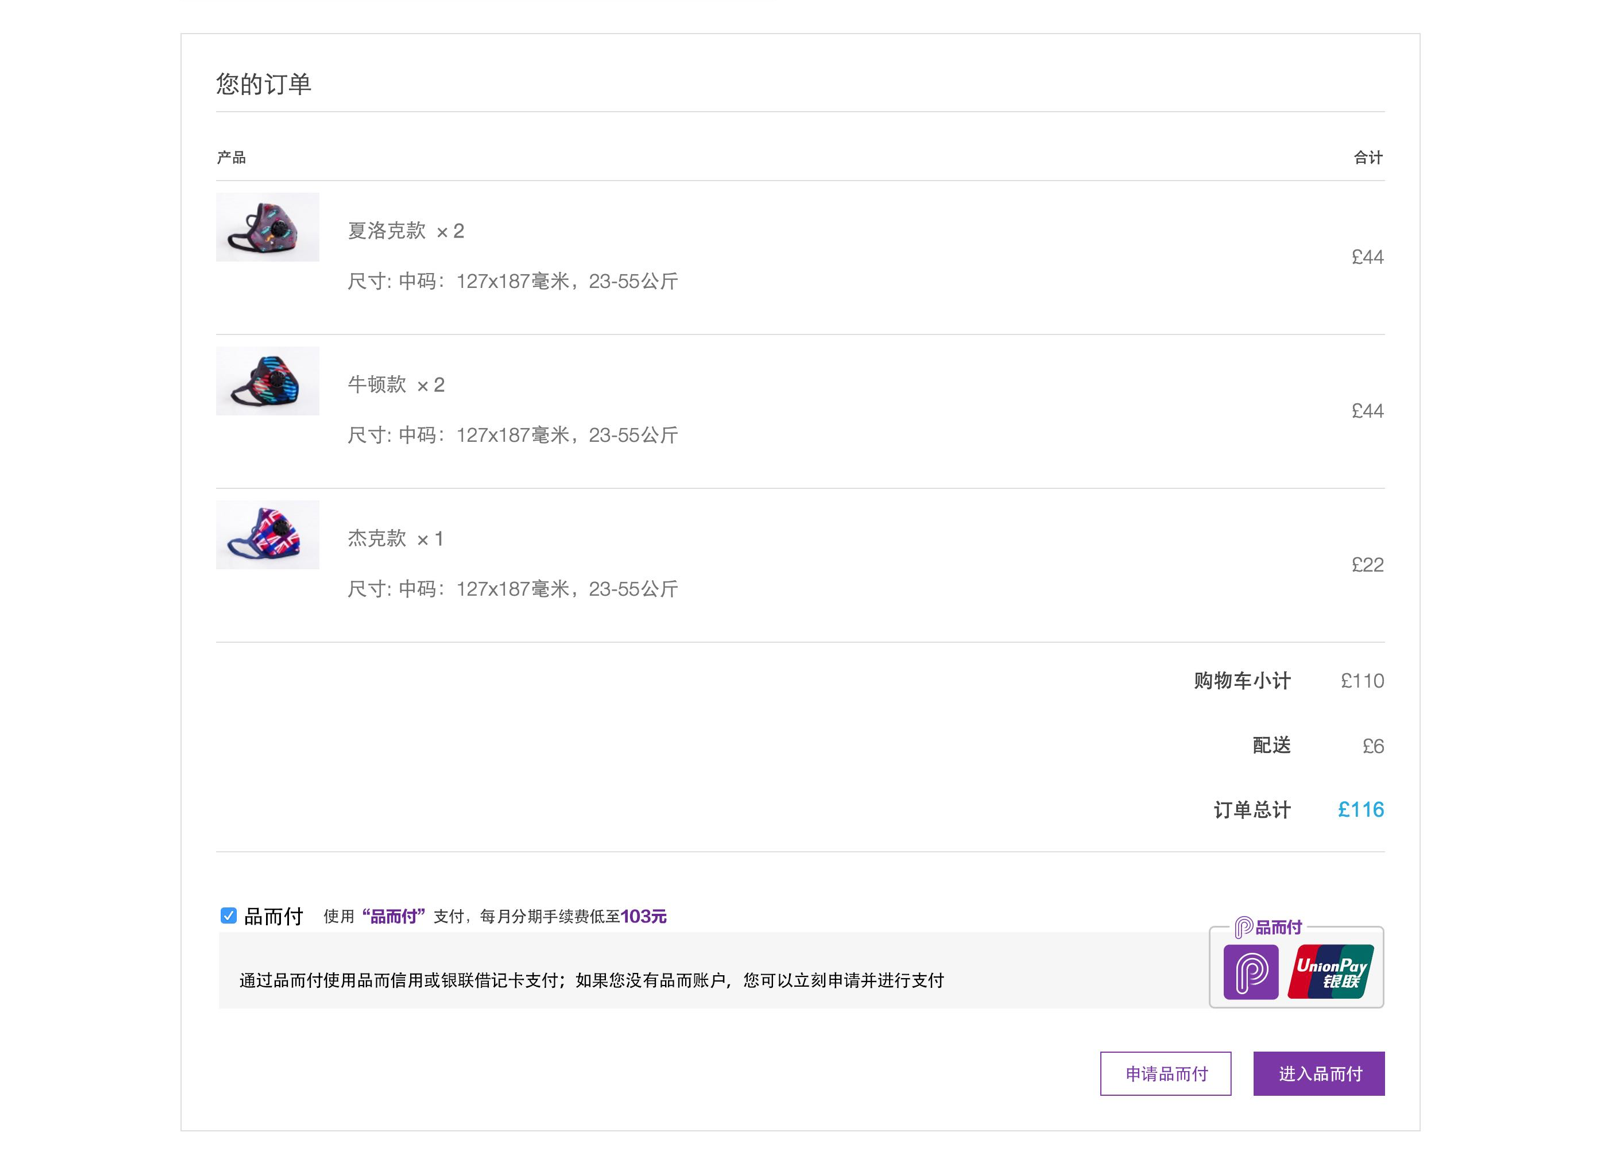 您的订单
产品 合计
夏洛克款 × 2
£44
尺寸: 中码：127x187毫米，23-55公斤
牛顿款 × 2
£44
尺寸: 中码：127x187毫米，23-55公斤
杰克款 × 1
£22
尺寸: 中码：127x187毫米，23-55公斤
购物车小计 £110
配送 £6
订单总计 £116
品而付 使用“品而付”支付，每月分期手续费低至103元
品而付
通过品而付使用品而信用或银联借记卡支付；如果您没有品而账户，您可以立刻申请并进行支付
UnionPay
银联
申请品而付 进入品而付